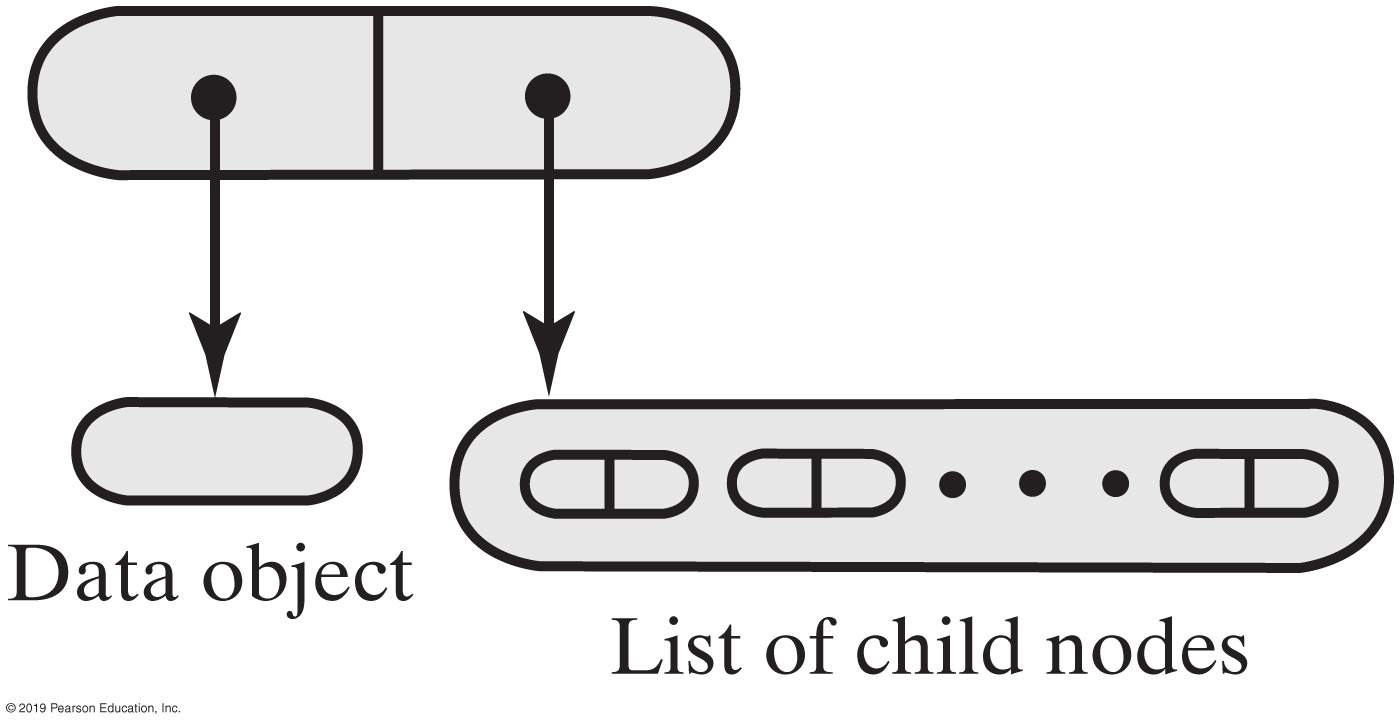 Data object
List of child nodes
© 2019 Pearson Education, Inc.